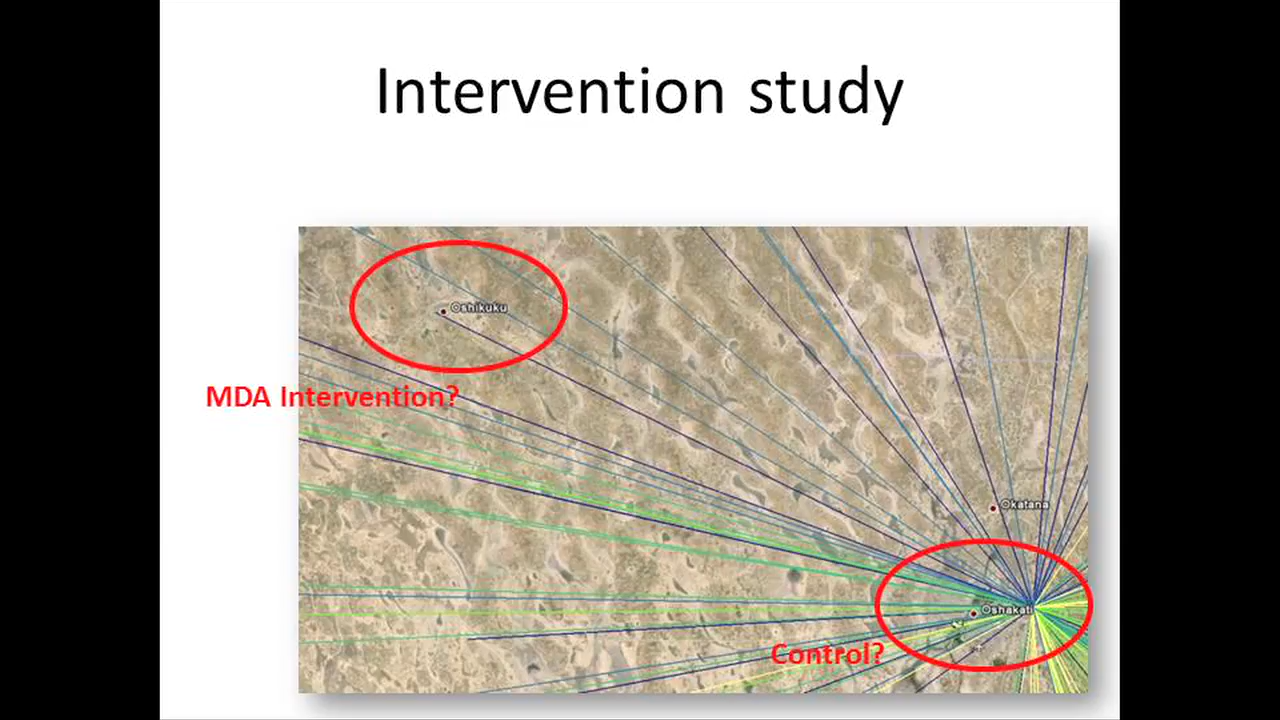 Intervention study
Oshikuku
MDA Intervention?
Okatana
Oshakati
Control?